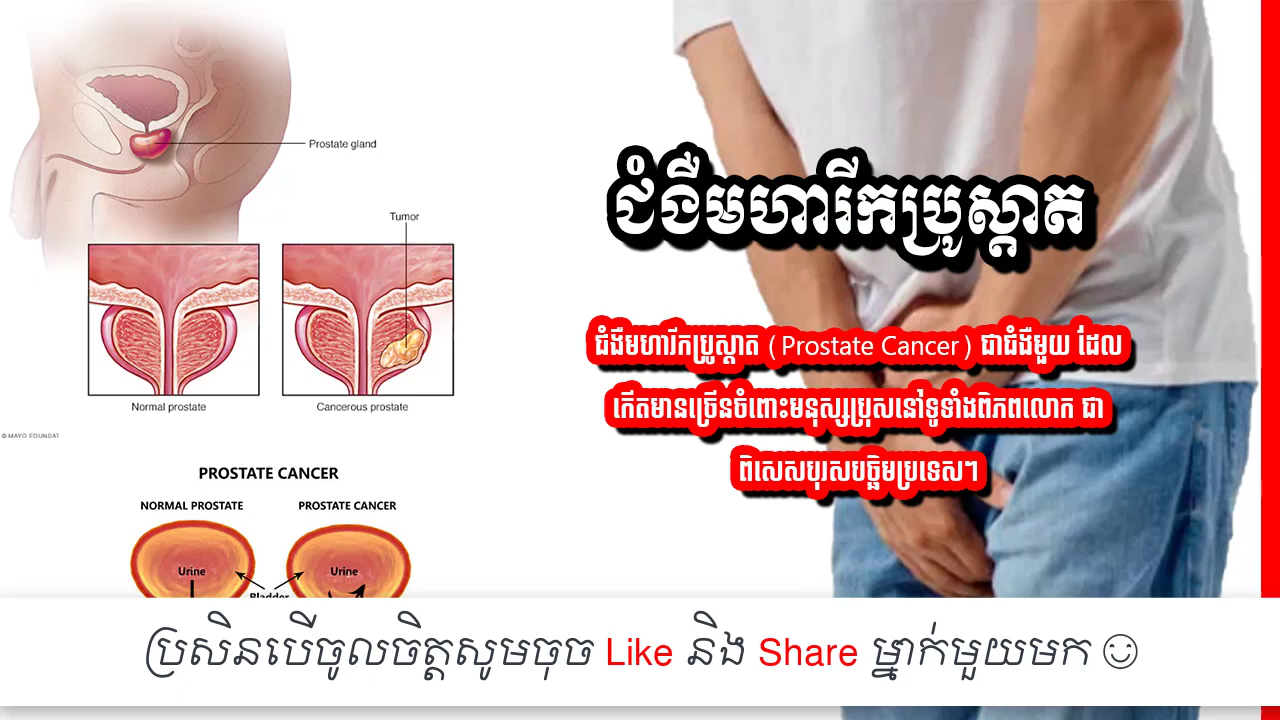 Prostate gland
Tumor
Normal prostate
Cancerous prostate
© MAYO FOUNDAT
PROSTATE CANCER
NORMAL PROSTATE
PROSTATE CANCER
Urine
Urine
Bladder
ជំងឺមហារីកប្រូស្តាត
ជំងឺមហារីកប្រូស្តាត (Prostate Cancer) ជាជំងឺមួយ ដែល
កើតមានច្រើនចំពោះមនុស្សប្រុសនៅទូទាំងពិភពលោក ជា
ពិសេសបុរសបច្ឆិមប្រទេស។
ប្រសិនបើចូលចិត្តសូមចុច Like និង Share ម្នាក់មួយមក ☺